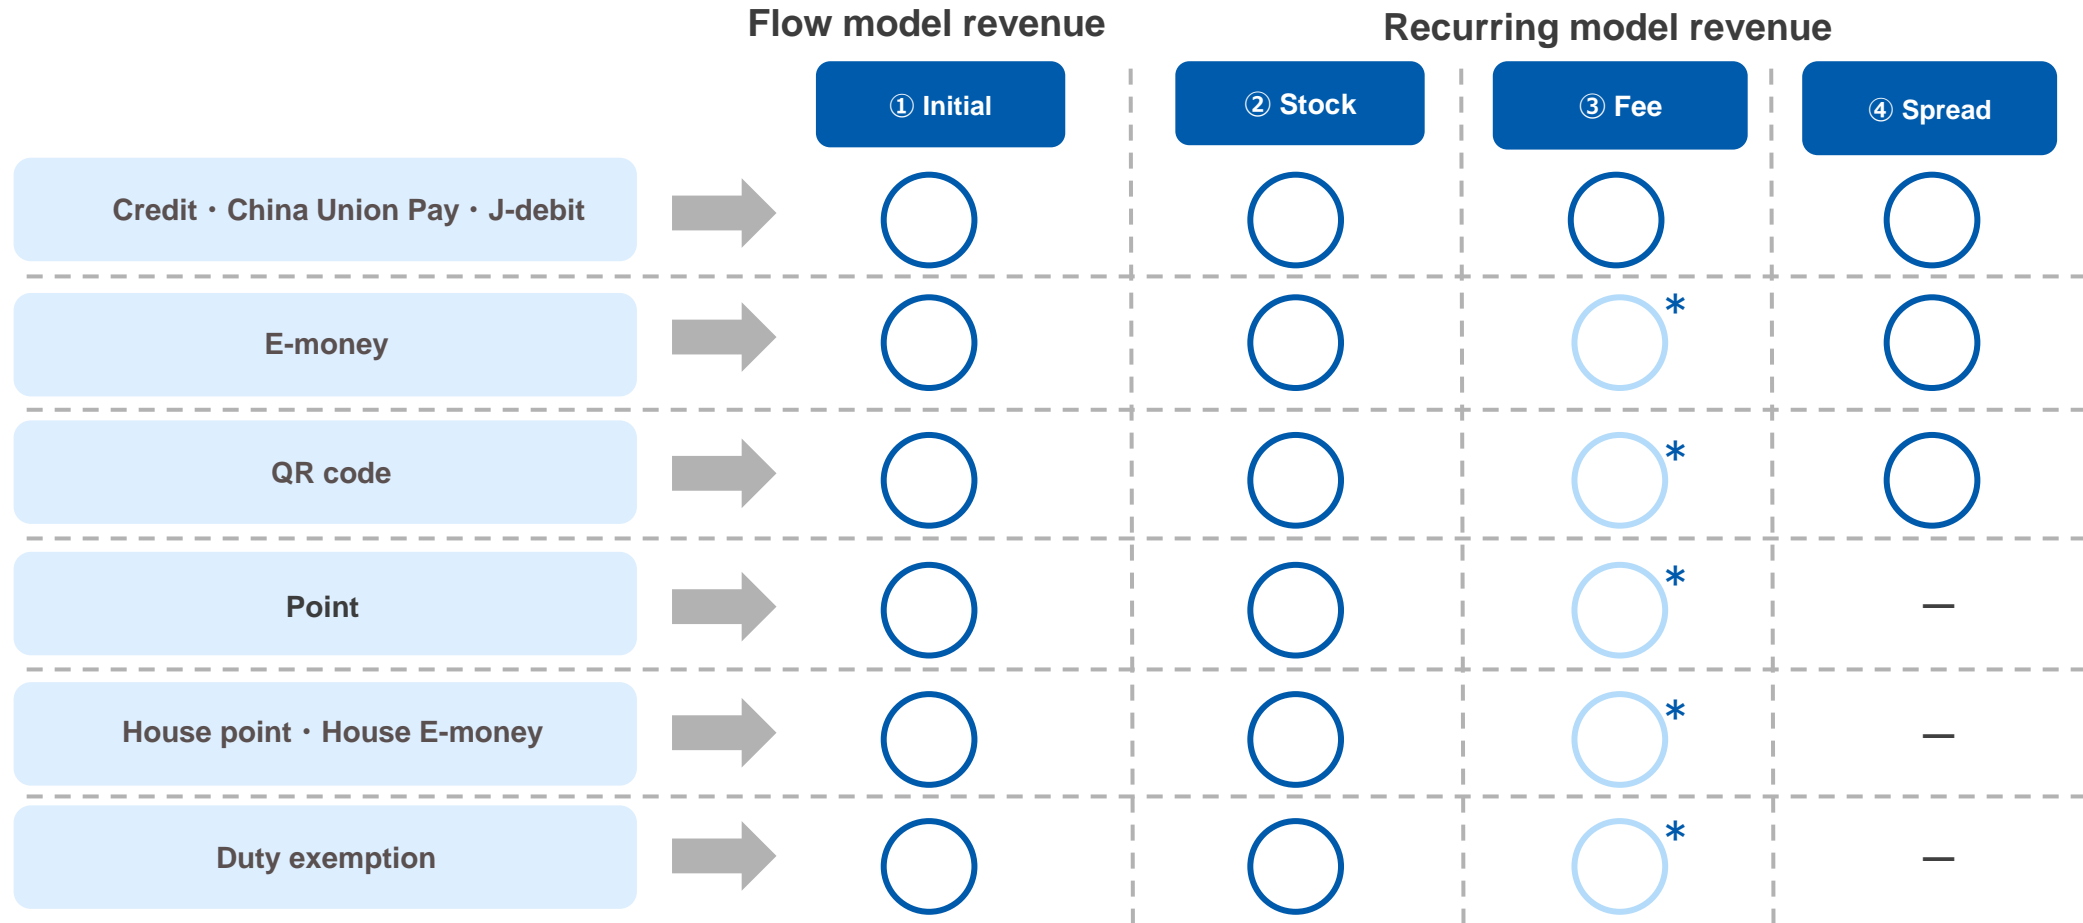 Flow model revenue
Recurring model revenue
① Initial
② Stock
③ Fee
④ Spread
Credit・China Union Pay・J-debit
E-money
*
QR code
*
Point
*
—
House point・House E-money
*
—
Duty exemption
*
—